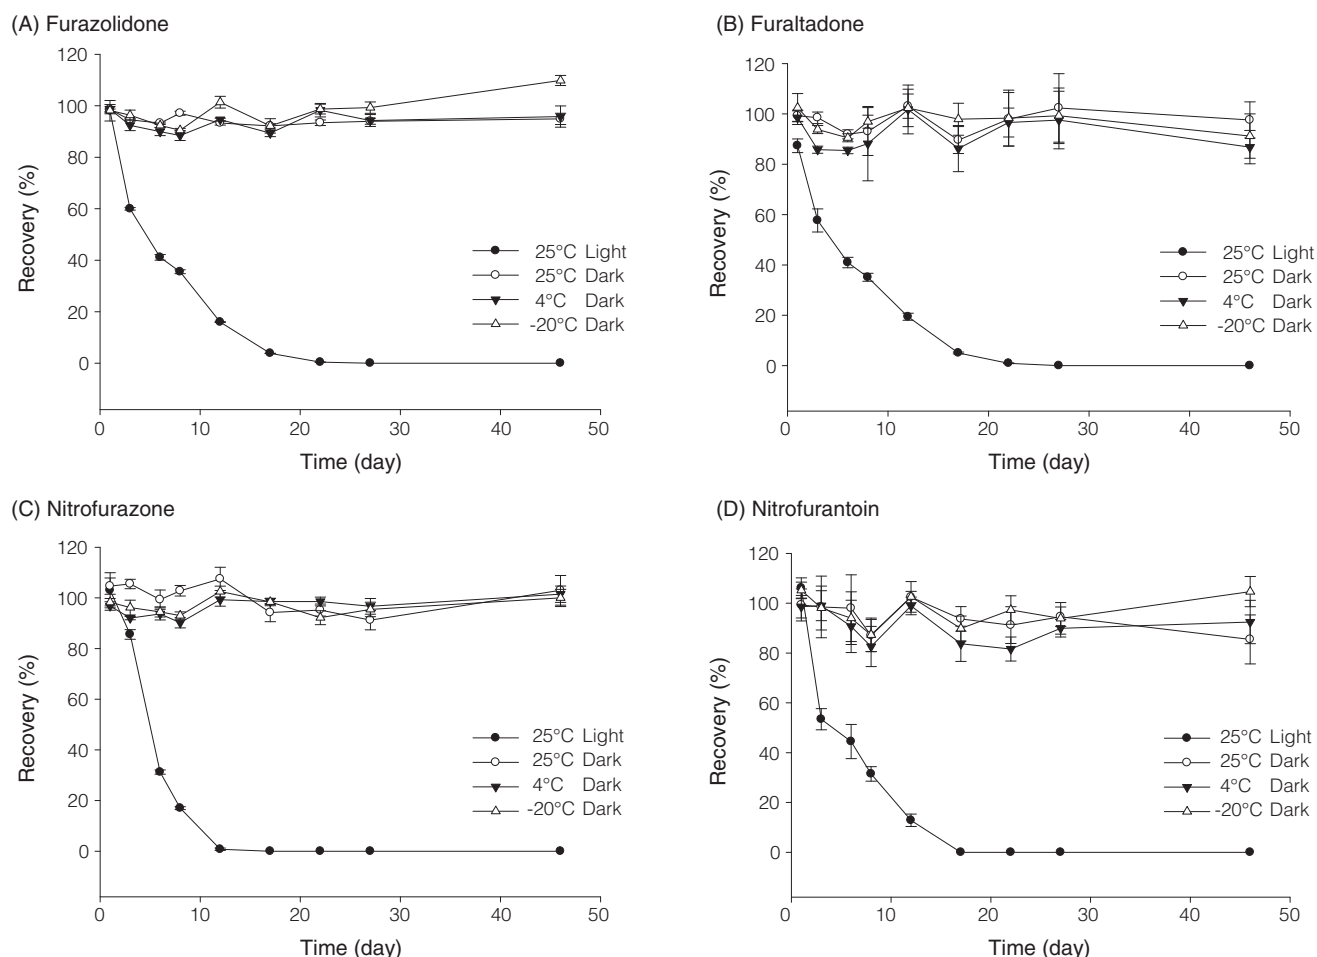 (A) Furazolidone
120
100
80
60
40
20
0
Recovery (%)
25°C Light
25°C Dark
4°C Dark
-20°C Dark
0 10 20 30 40 50
Time (day)
(B) Furaltadone
120
100
80
60
40
20
0
Recovery (%)
25°C Light
25°C Dark
4°C Dark
-20°C Dark
0 10 20 30 40 50
Time (day)
(C) Nitrofurazone
120
100
80
60
40
20
0
Recovery (%)
25°C Light
25°C Dark
4°C Dark
-20°C Dark
0 10 20 30 40 50
Time (day)
(D) Nitrofurantoin
120
100
80
60
40
20
0
Recovery (%)
25°C Light
25°C Dark
4°C Dark
-20°C Dark
0 10 20 30 40 50
Time (day)